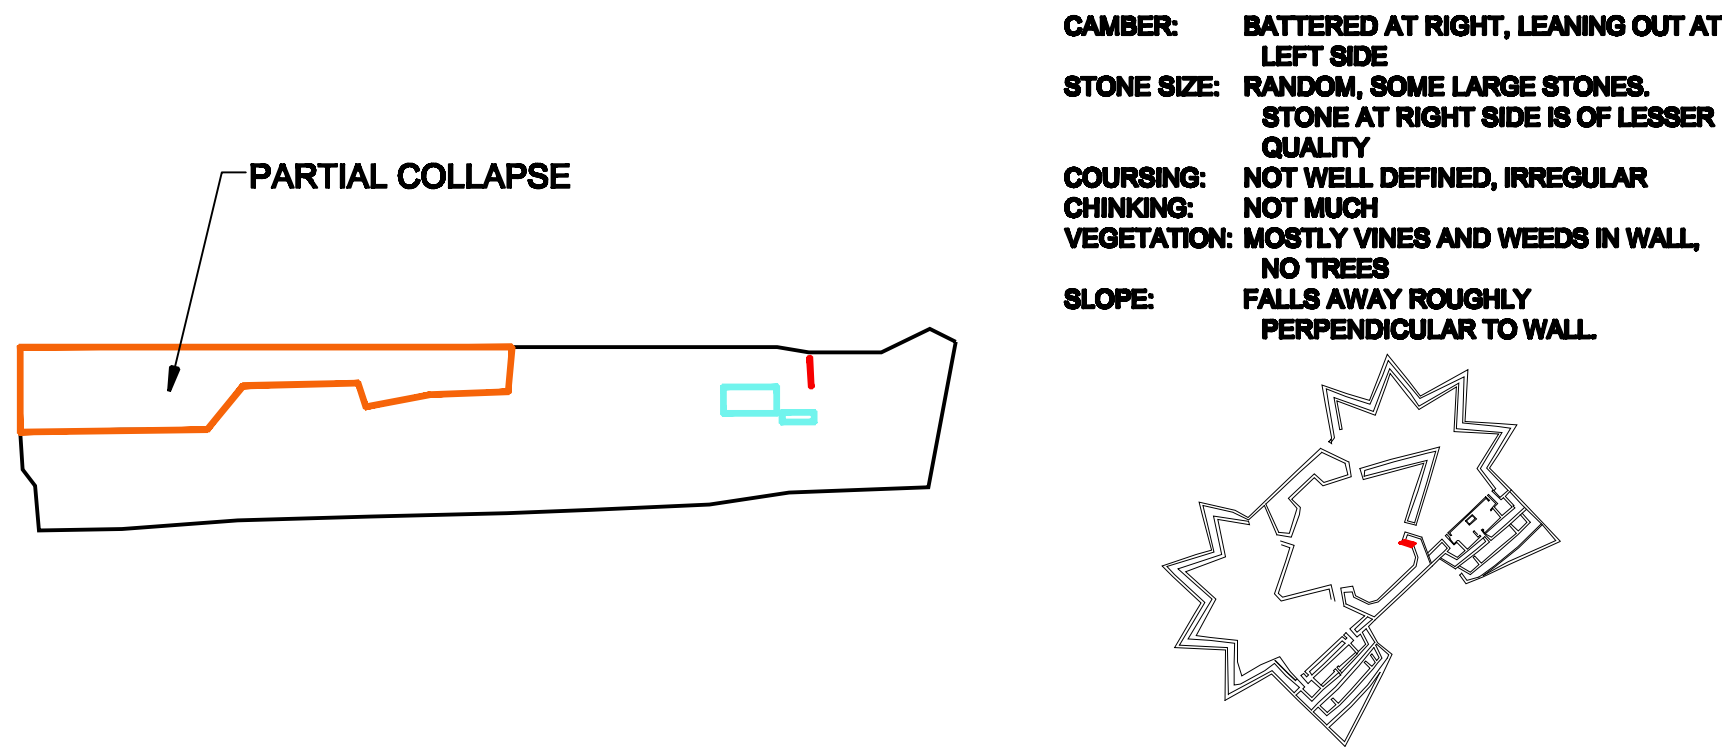 CAMBER: BATTERED AT RIGHT, LEANING OUT AT
LEFT SIDE
STONE SIZE: RANDOM, SOME LARGE STONES.
STONE AT RIGHT SIDE IS OF LESSER
QUALITY
COURSING: NOT WELL DEFINED, IRREGULAR
CHINKING: NOT MUCH
VEGETATION: MOSTLY VINES AND WEEDS IN WALL,
NO TREES
SLOPE: FALLS AWAY ROUGHLY
PERPENDICULAR TO WALL.
PARTIAL COLLAPSE